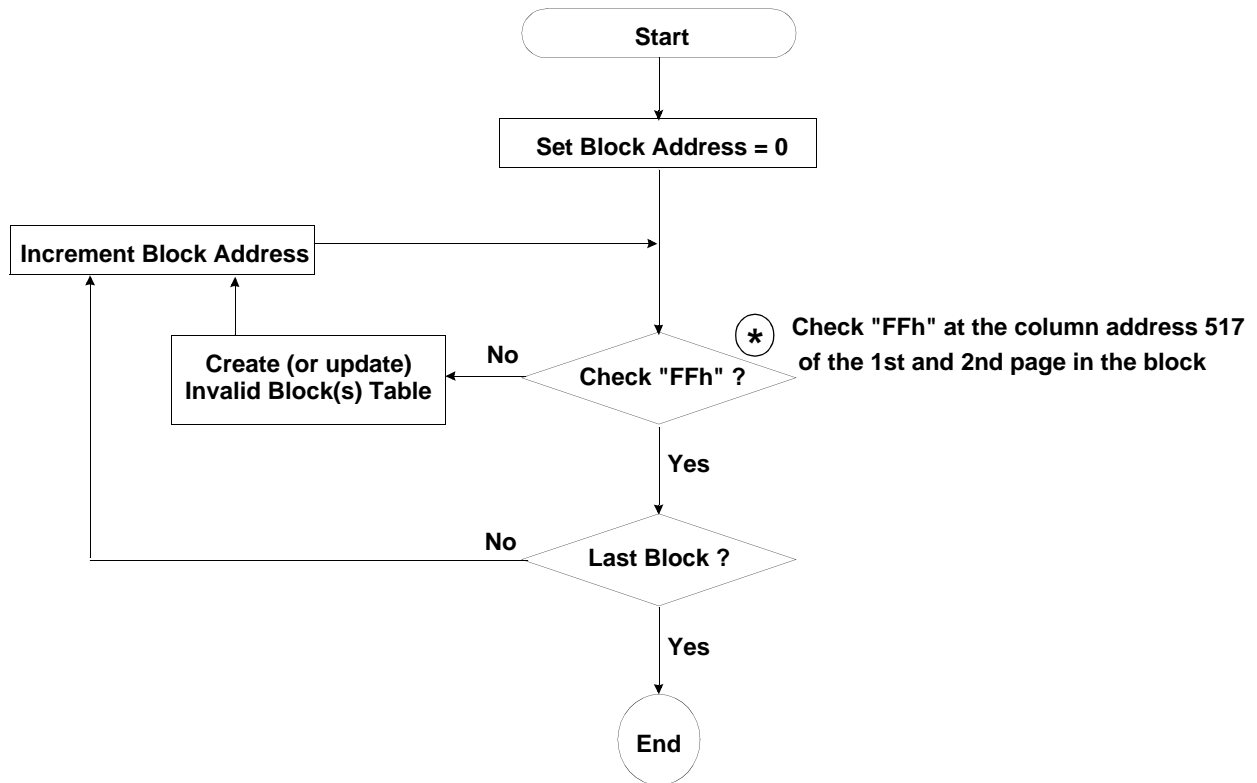 Start
Set Block Address = 0
Increment Block Address
* Check "FFh" at the column address 517
of the 1st and 2nd page in the block
No
Create (or update)
Invalid Block(s) Table
Check "FFh" ?
Yes
No
Last Block ?
Yes
End